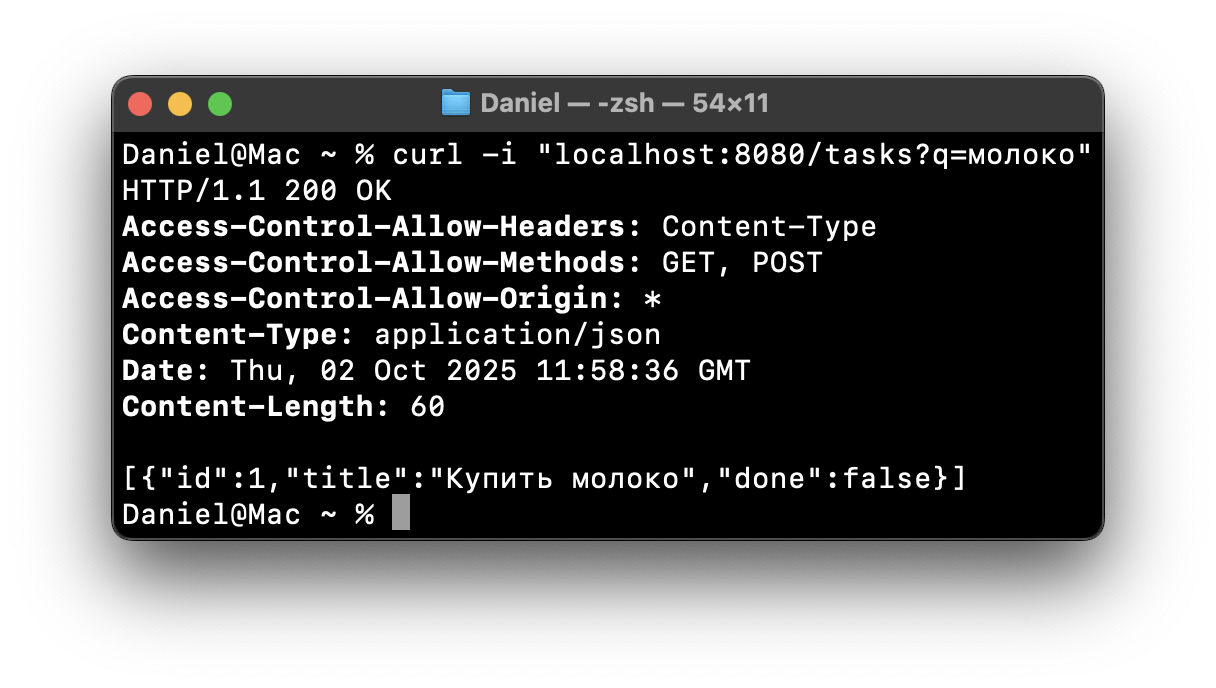 Daniel — -zsh — 54×11
Daniel@Mac ~ % curl -i "localhost:8080/tasks?q=молоко"
HTTP/1.1 200 OK
Access-Control-Allow-Headers: Content-Type
Access-Control-Allow-Methods: GET, POST
Access-Control-Allow-Origin: *
Content-Type: application/json
Date: Thu, 02 Oct 2025 11:58:36 GMT
Content-Length: 60
[{"id":1,"title":"Купить молоко","done":false}]
Daniel@Mac ~ %